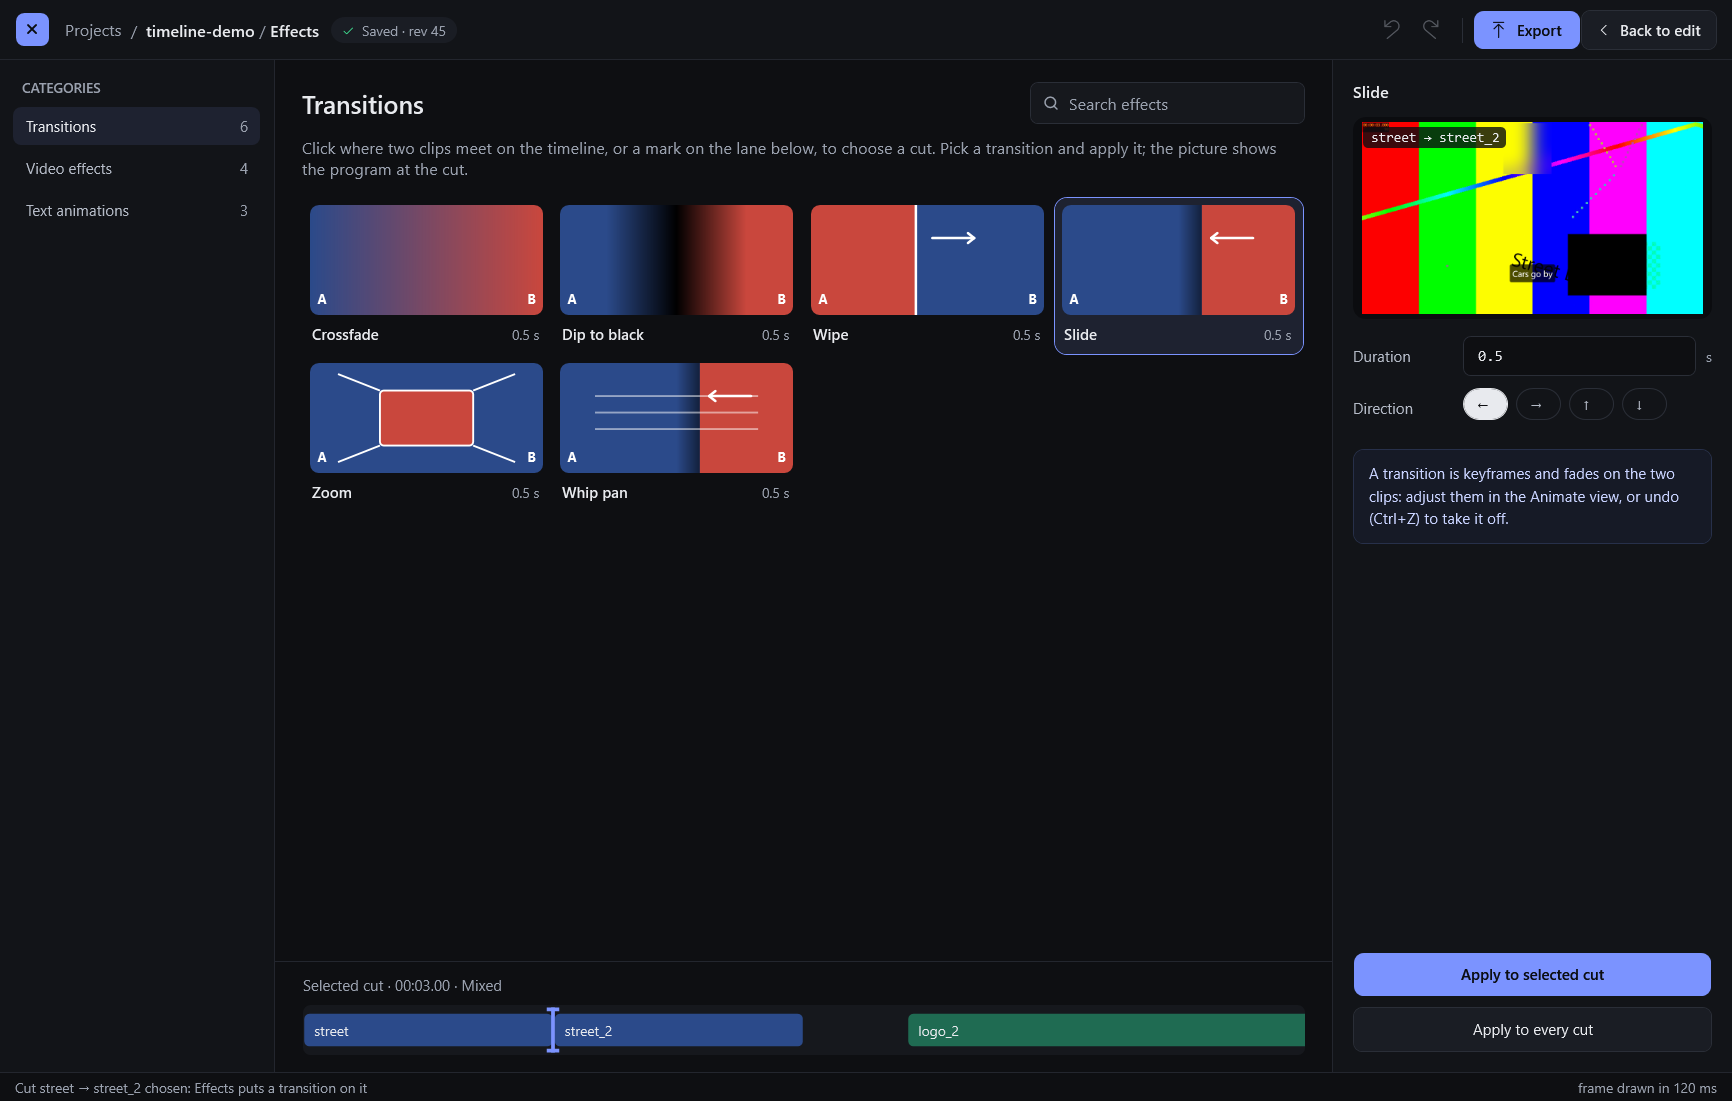 Projects / timeline-demo / Effects
Saved · rev 45
Export
Back to edit
CATEGORIES
Transitions 6
Video effects 4
Text animations 3
Transitions
Search effects
Click where two clips meet on the timeline, or a mark on the lane below, to choose a cut. Pick a transition and apply it; the picture shows
the program at the cut.
A B
Crossfade 0.5 s
A B
Dip to black 0.5 s
A B
Wipe 0.5 s
A B
Slide 0.5 s
A B
Zoom 0.5 s
A B
Whip pan 0.5 s
Slide
street → street_2
Cars go by
Duration 0.5 s
Direction ← → ↑ ↓
A transition is keyframes and fades on the two
clips: adjust them in the Animate view, or undo
(Ctrl+Z) to take it off.
Apply to selected cut
Apply to every cut
Selected cut · 00:03.00 · Mixed
street street_2 logo_2
Cut street → street_2 chosen: Effects puts a transition on it
frame drawn in 120 ms